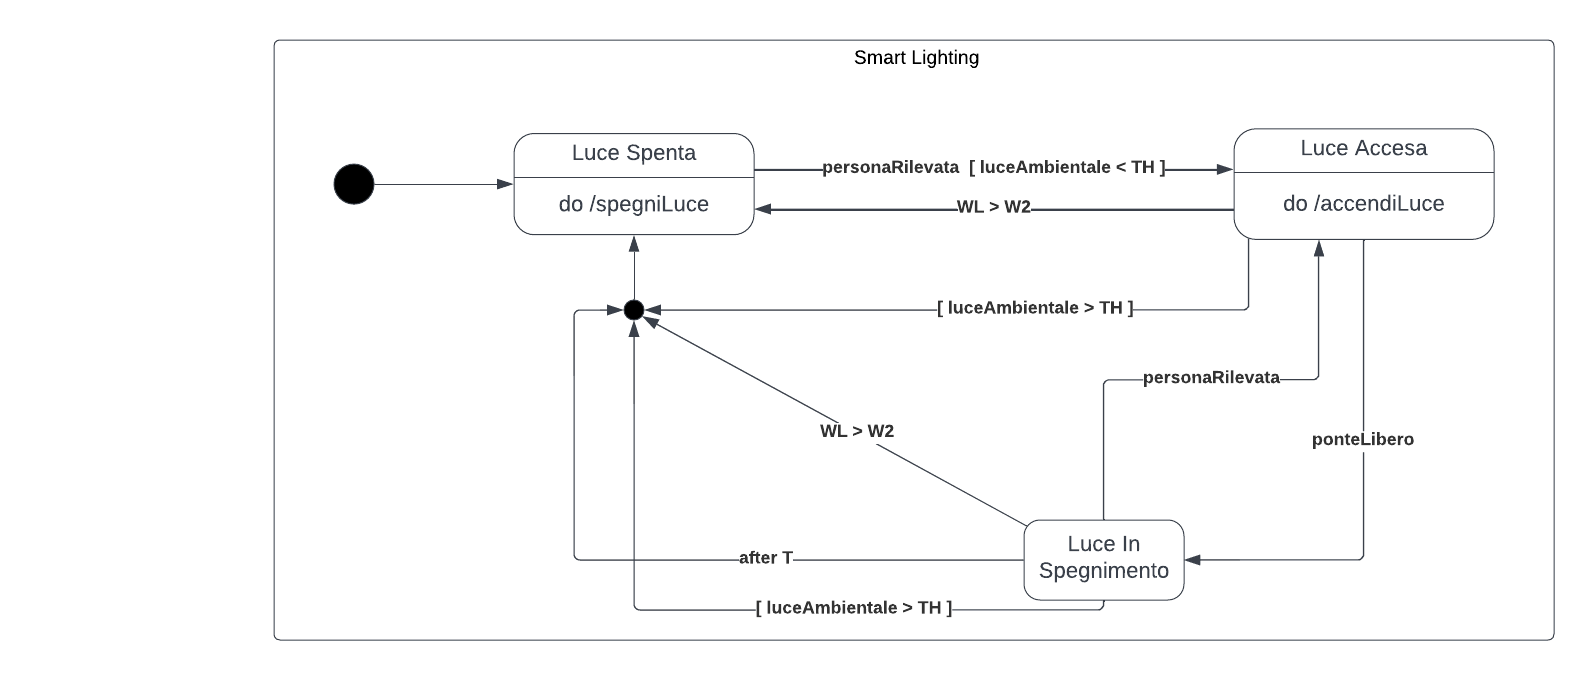 Smart Lighting
Luce Spenta
do /spegniLuce
personaRilevata [ luceAmbientale < TH ]
WL > W2
Luce Accesa
do /accendiLuce
[ luceAmbientale > TH ]
personaRilevata
WL > W2
ponteLibero
Luce In
Spegnimento
after T
[ luceAmbientale > TH ]